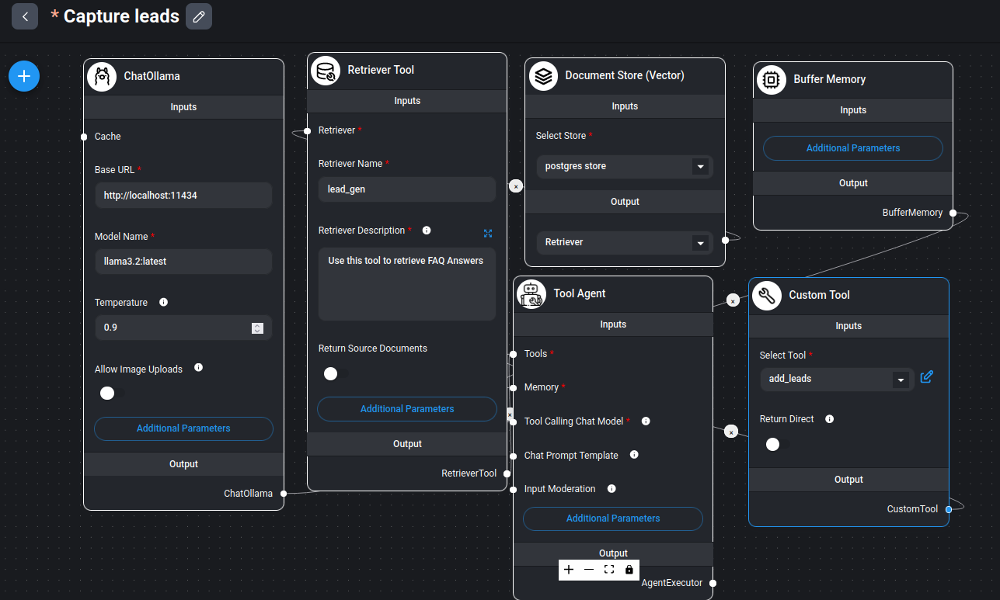 * Capture leads
ChatOllama
Inputs
Cache
Base URL *
http://localhost:11434
Model Name *
llama3.2:latest
Temperature
0.9
Allow Image Uploads
Additional Parameters
Output
ChatOllama
Retriever Tool
Inputs
Retriever *
Retriever Name *
lead_gen
Retriever Description *
Use this tool to retrieve FAQ Answers
Return Source Documents
Additional Parameters
Output
RetrieverTool
Document Store (Vector)
Inputs
Select Store *
postgres store
Output
Retriever
Tool Agent
Inputs
Tools *
Memory *
Tool Calling Chat Model *
Chat Prompt Template
Input Moderation
Additional Parameters
Output
AgentExecutor
Buffer Memory
Inputs
Additional Parameters
Output
BufferMemory
Custom Tool
Inputs
Select Tool *
add_leads
Return Direct
Output
CustomTool